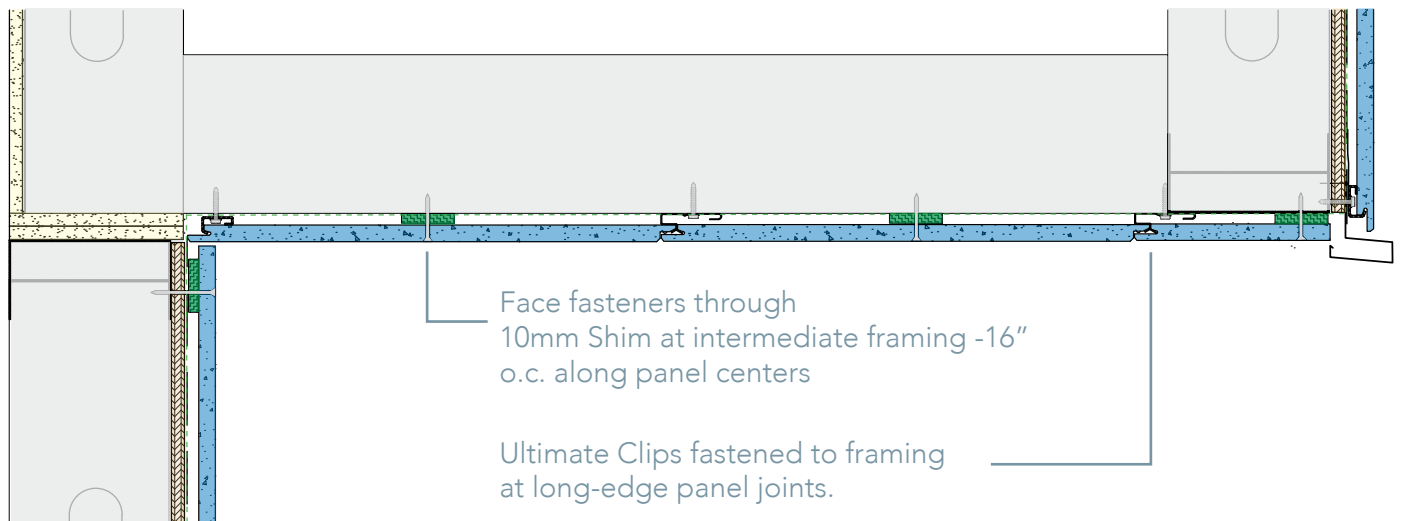 Face fasteners through
10mm Shim at intermediate framing -16”
o.c. along panel centers
Ultimate Clips fastened to framing
at long-edge panel joints.